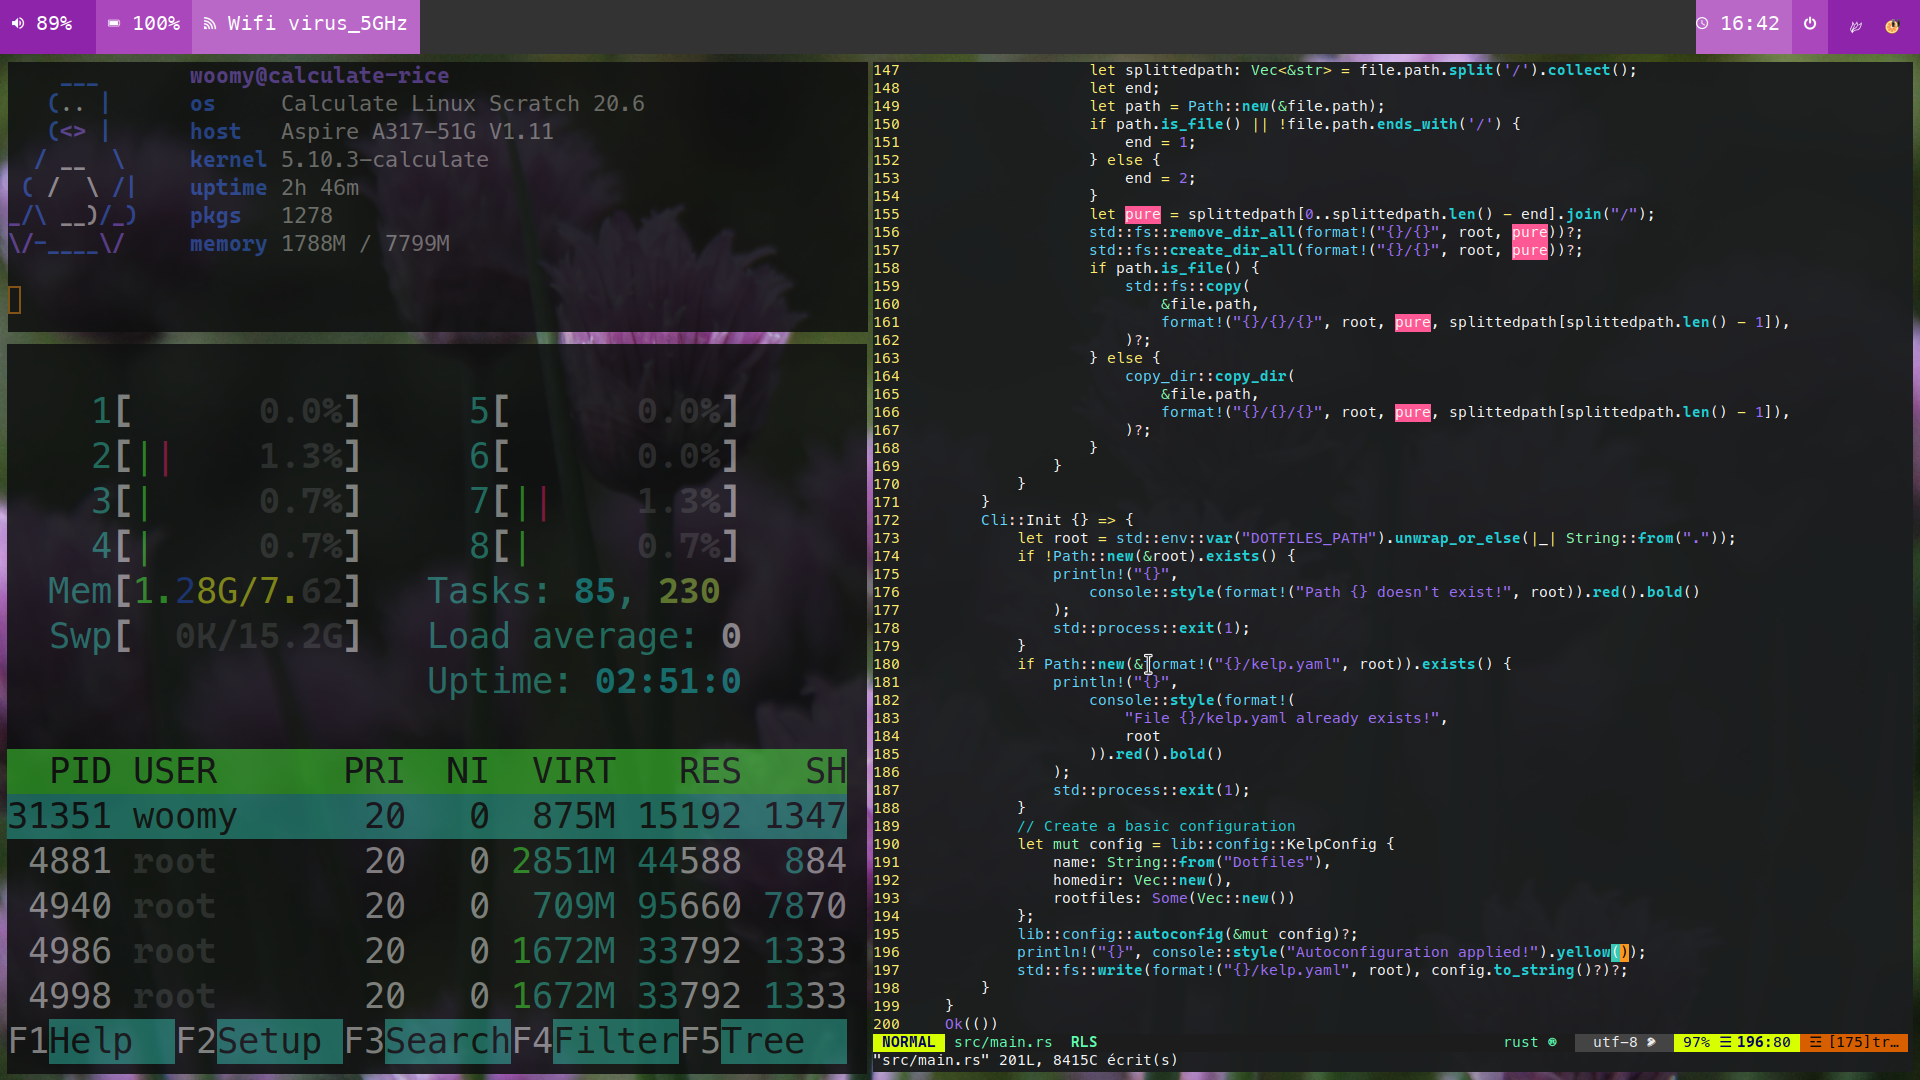 89% 100% Wifi virus_5GHz 16:42
woomy@calculate-rice
os Calculate Linux Scratch 20.6
host Aspire A317-51G V1.11
kernel 5.10.3-calculate
uptime 2h 46m
pkgs 1278
memory 1788M / 7799M
1[ 0.0%] 5[ 0.0%]
2[|| 1.3%] 6[ 0.0%]
3[| 0.7%] 7[|| 1.3%]
4[| 0.7%] 8[| 0.7%]
Mem[1.28G/7.62] Tasks: 85, 230
Swp[ 0K/15.2G] Load average: 0
Uptime: 02:51:0
PID USER PRI NI VIRT RES SH
31351 woomy 20 0 875M 15192 1347
4881 root 20 0 2851M 44588 884
4940 root 20 0 709M 95660 7870
4986 root 20 0 1672M 33792 1333
4998 root 20 0 1672M 33792 1333
F1Help F2Setup F3Search F4Filter F5Tree
147 let splittedpath: Vec<&str> = file.path.split('/').collect();
148 let end;
149 let path = Path::new(&file.path);
150 if path.is_file() || !file.path.ends_with('/') {
151 end = 1;
152 } else {
153 end = 2;
154 }
155 let pure = splittedpath[0..splittedpath.len() - end].join("/");
156 std::fs::remove_dir_all(format!("{}/{}", root, pure))?;
157 std::fs::create_dir_all(format!("{}/{}", root, pure))?;
158 if path.is_file() {
159 std::fs::copy(
160 &file.path,
161 format!("{}/{}/{}", root, pure, splittedpath[splittedpath.len() - 1]),
162 )?;
163 } else {
164 copy_dir::copy_dir(
165 &file.path,
166 format!("{}/{}/{}", root, pure, splittedpath[splittedpath.len() - 1]),
167 )?;
168 }
169 }
170 }
171 }
172 Cli::Init {} => {
173 let root = std::env::var("DOTFILES_PATH").unwrap_or_else(|_| String::from("."));
174 if !Path::new(&root).exists() {
175 println!("{}",
176 console::style(format!("Path {} doesn't exist!", root)).red().bold()
177 );
178 std::process::exit(1);
179 }
180 if Path::new(&format!("{}/kelp.yaml", root)).exists() {
181 println!("{}",
182 console::style(format!(
183 "File {}/kelp.yaml already exists!",
184 root
185 )).red().bold()
186 );
187 std::process::exit(1);
188 }
189 // Create a basic configuration
190 let mut config = lib::config::KelpConfig {
191 name: String::from("Dotfiles"),
192 homedir: Vec::new(),
193 rootfiles: Some(Vec::new())
194 };
195 lib::config::autoconfig(&mut config)?;
196 println!("{}", console::style("Autoconfiguration applied!").yellow());
197 std::fs::write(format!("{}/kelp.yaml", root), config.to_string()?)?;
198 }
199 }
200 Ok(())
NORMAL src/main.rs RLS rust utf-8 97% ☰ 196:80 ☲ [175]tr…
"src/main.rs" 201L, 8415C écrit(s)